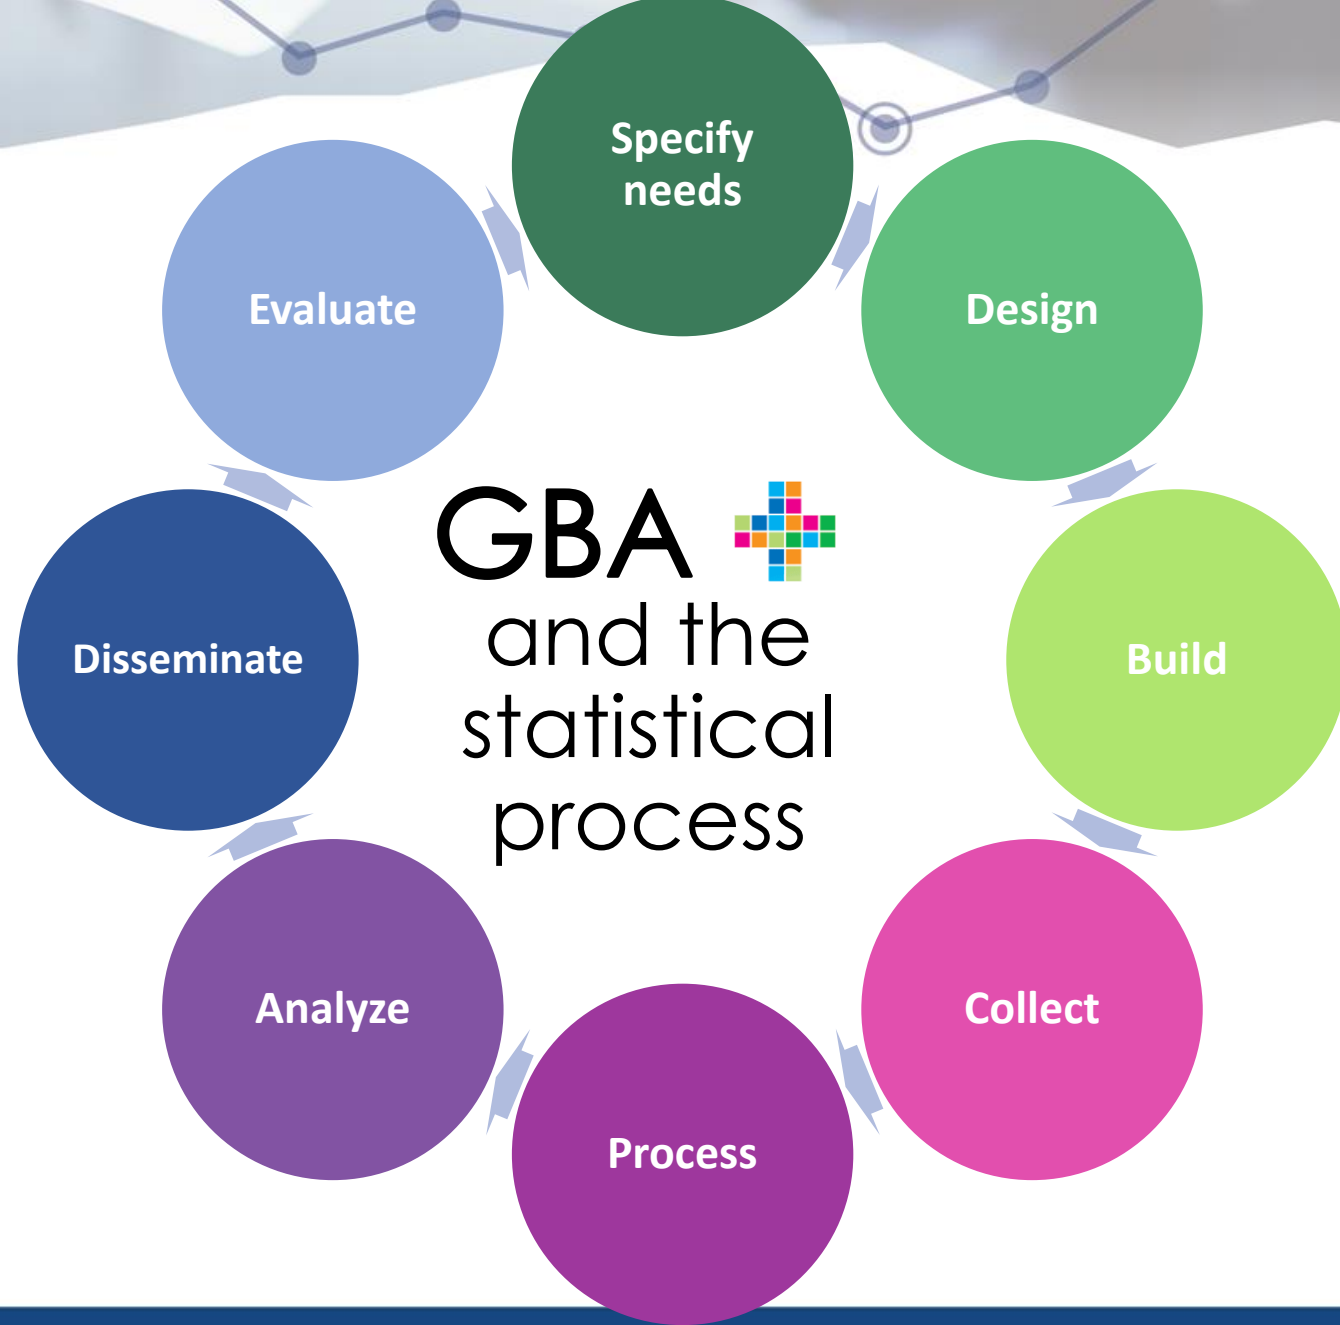 Specify
needs
Design
Build
Collect
Process
Analyze
Disseminate
Evaluate
GBA +
and the
statistical
process